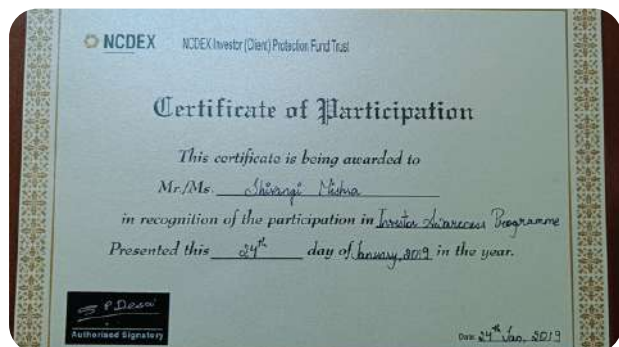 NCDEX NCDEX Investor (Client) Protection Fund Trust
Certificate of Participation
This certificate is being awarded to
Mr./Ms. Shivangi Mishra
in recognition of the participation in Investor Awareness Programme
Presented this 24th day of January, 2019 in the year.
S P Desai
Authorised Signatory
Date: 24th Jan, 2019